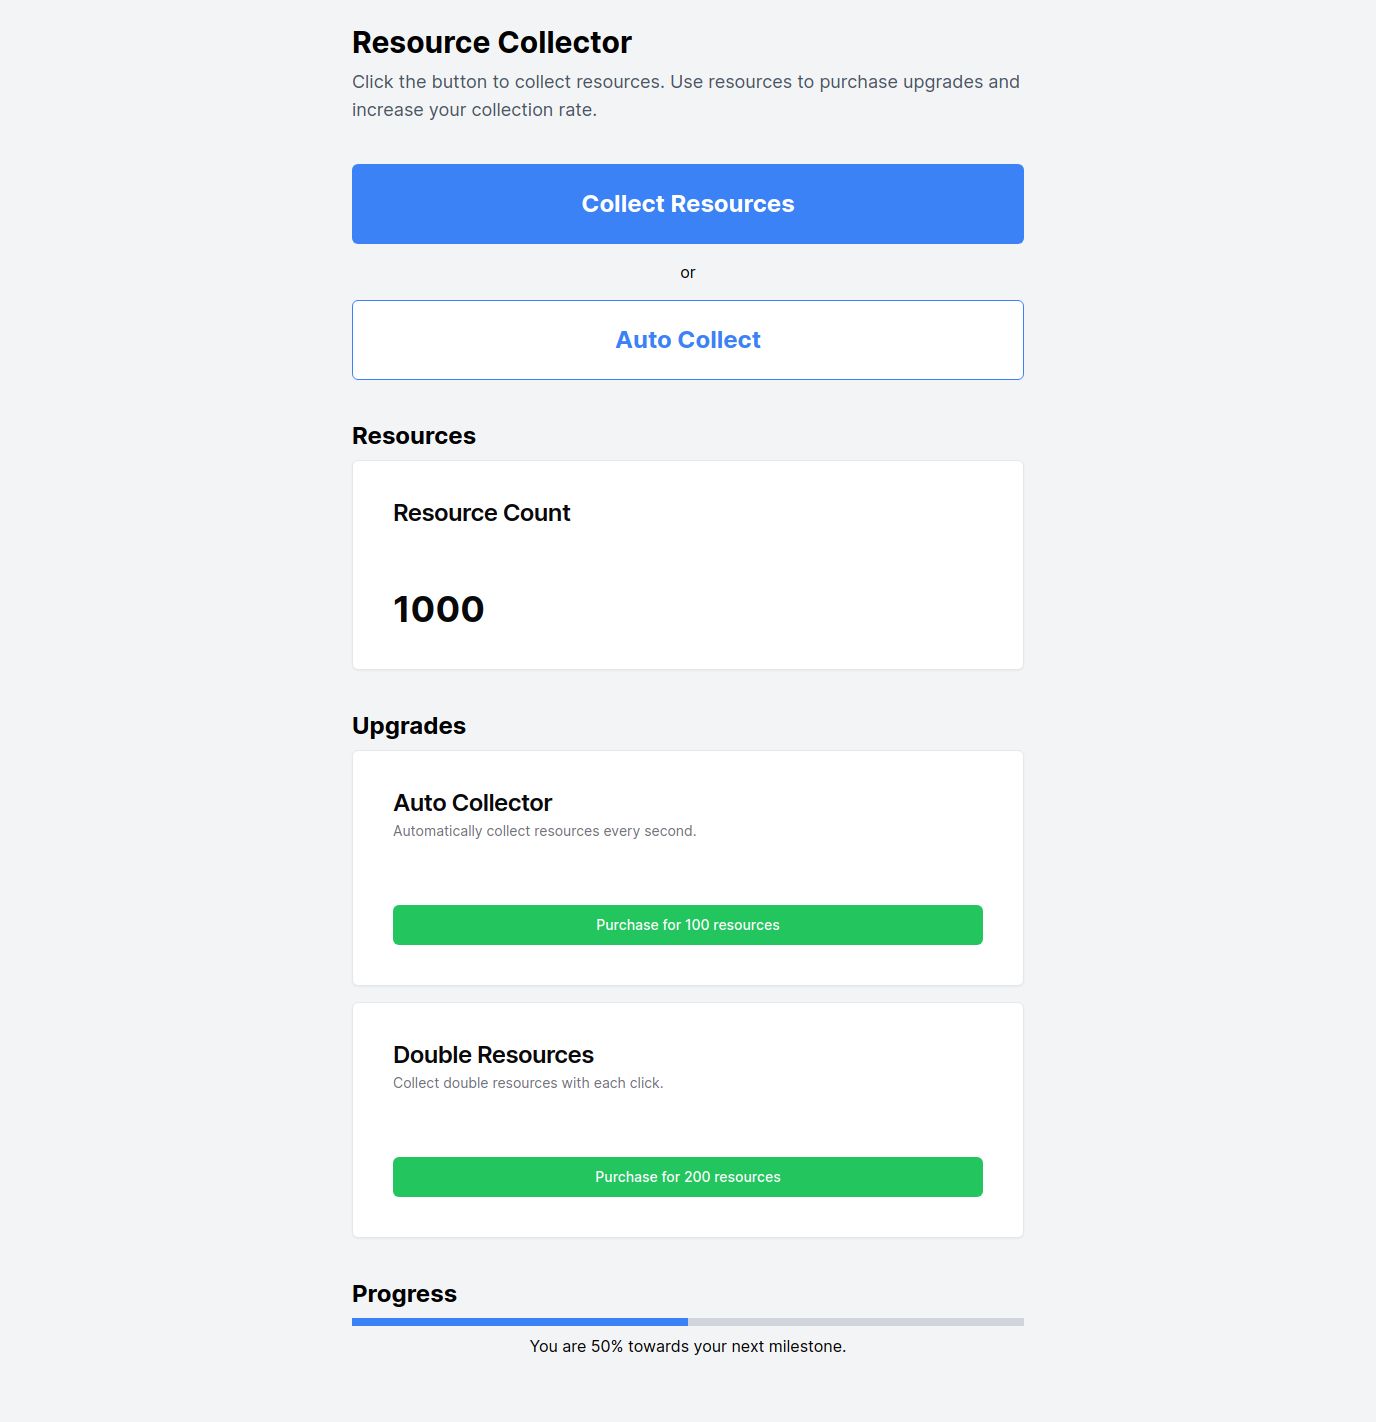 Resource Collector
Click the button to collect resources. Use resources to purchase upgrades and
increase your collection rate.
Collect Resources
or
Auto Collect
Resources
Resource Count
1000
Upgrades
Auto Collector
Automatically collect resources every second.
Purchase for 100 resources
Double Resources
Collect double resources with each click.
Purchase for 200 resources
Progress
You are 50% towards your next milestone.